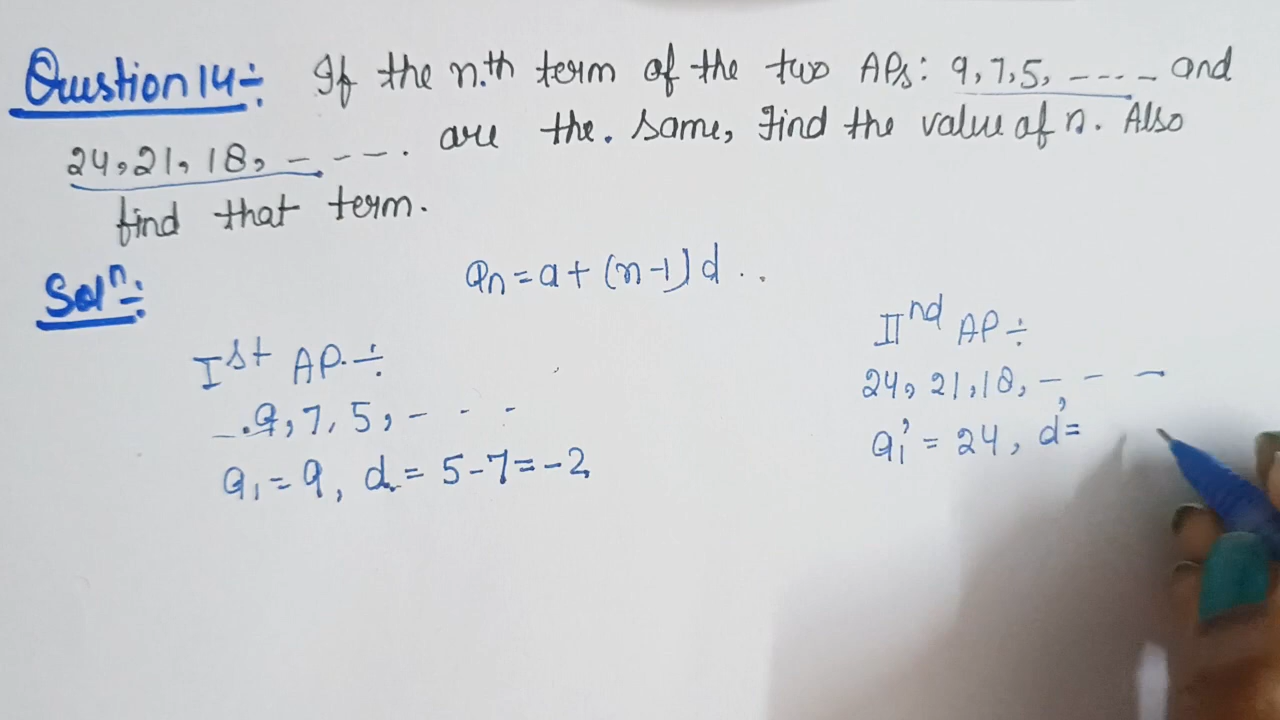 Question 14÷ If the n.th term of the two APs: 9,7,5, ---- and
24,21,18, ----. are the. same, find the value of n. Also
find that term.
Solⁿ÷
an = a + (n-1)d ..
Ist AP.÷
9,7,5,- - -
a₁ = 9, d = 5-7=-2
IInd AP÷
24,21,18,- - -
a₁' = 24, d'=